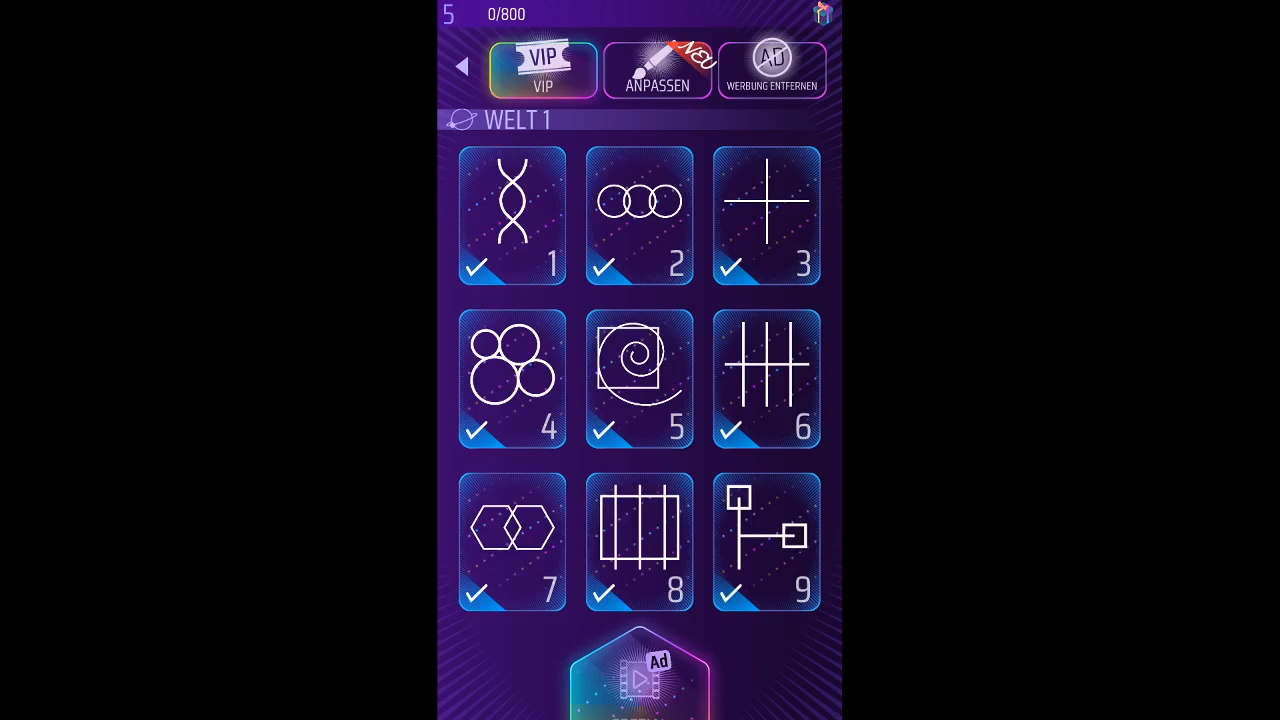 5 0/800
VIP
VIP
NEU
ANPASSEN
AD
WERBUNG ENTFERNEN
WELT 1
1 2 3
4 5 6
7 8 9
Ad